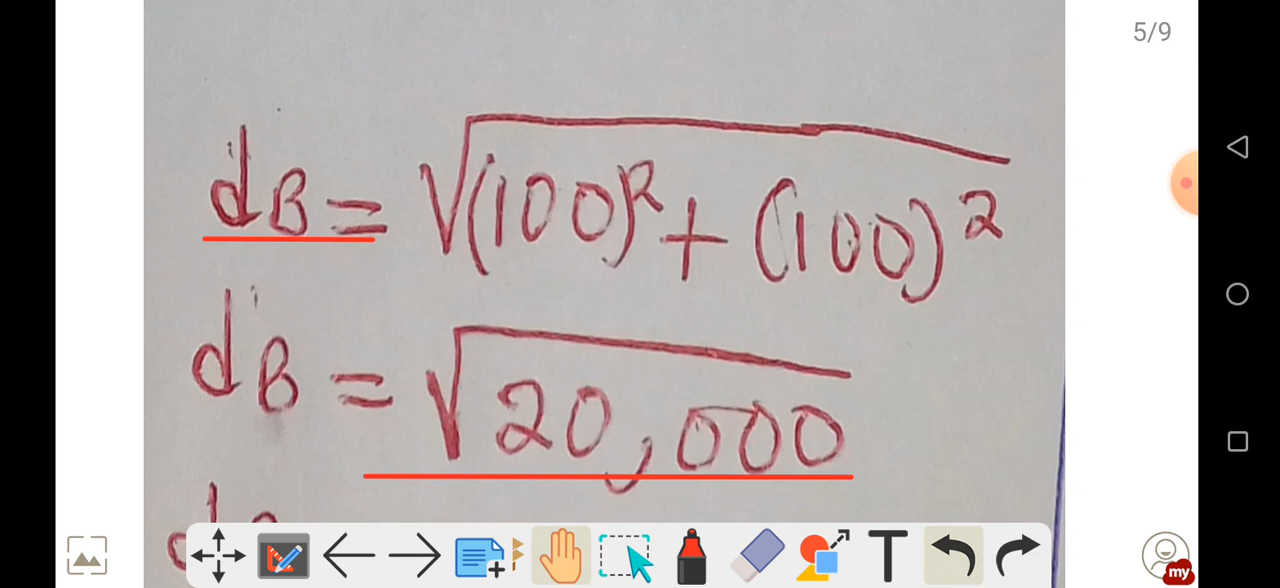 5/9
dB = √(100)² + (100)²
dB = √20,000
T
my